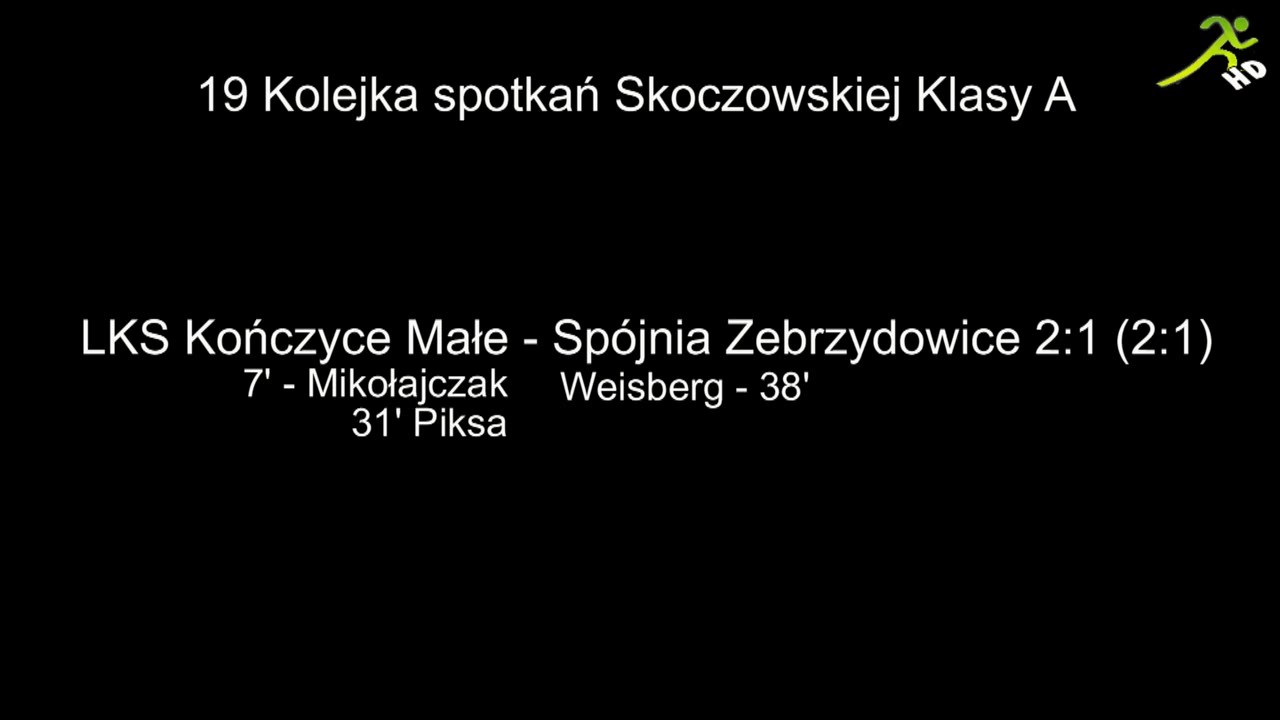 HD
19 Kolejka spotkań Skoczowskiej Klasy A
LKS Kończyce Małe - Spójnia Zebrzydowice 2:1 (2:1)
7' - Mikołajczak Weisberg - 38'
31' Piksa